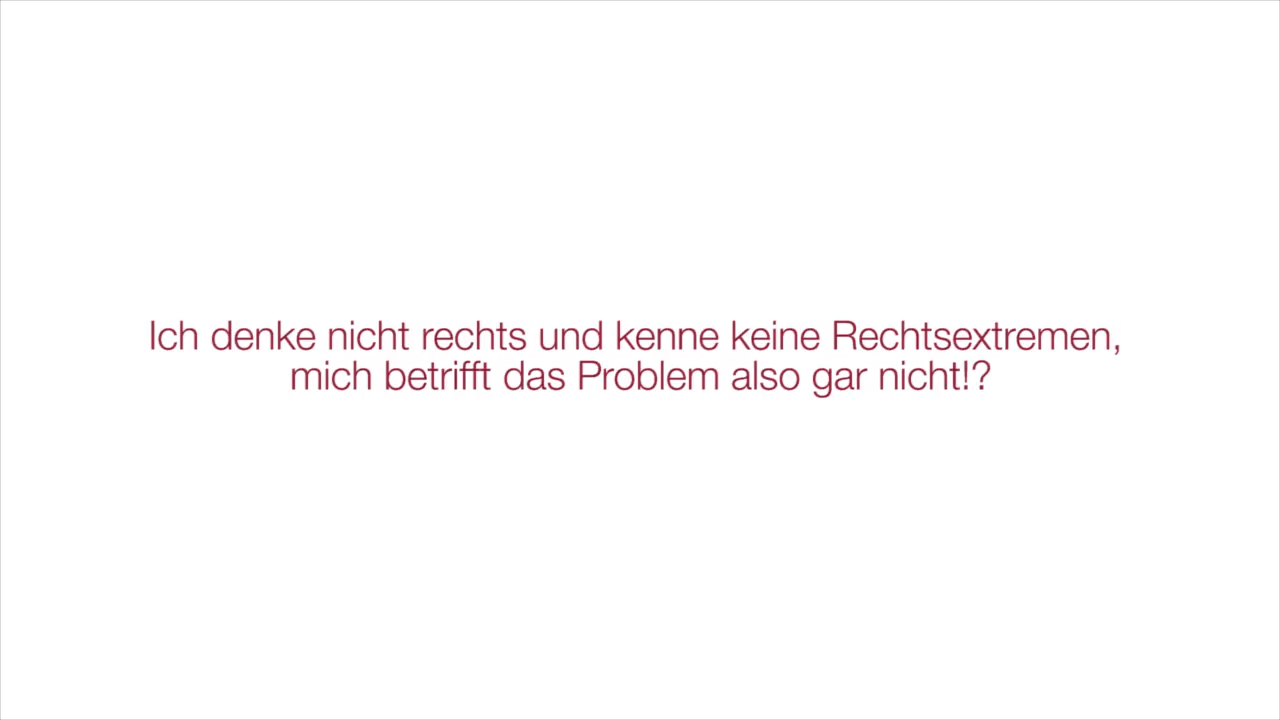 Ich denke nicht rechts und kenne keine Rechtsextremen,
mich betrifft das Problem also gar nicht!?